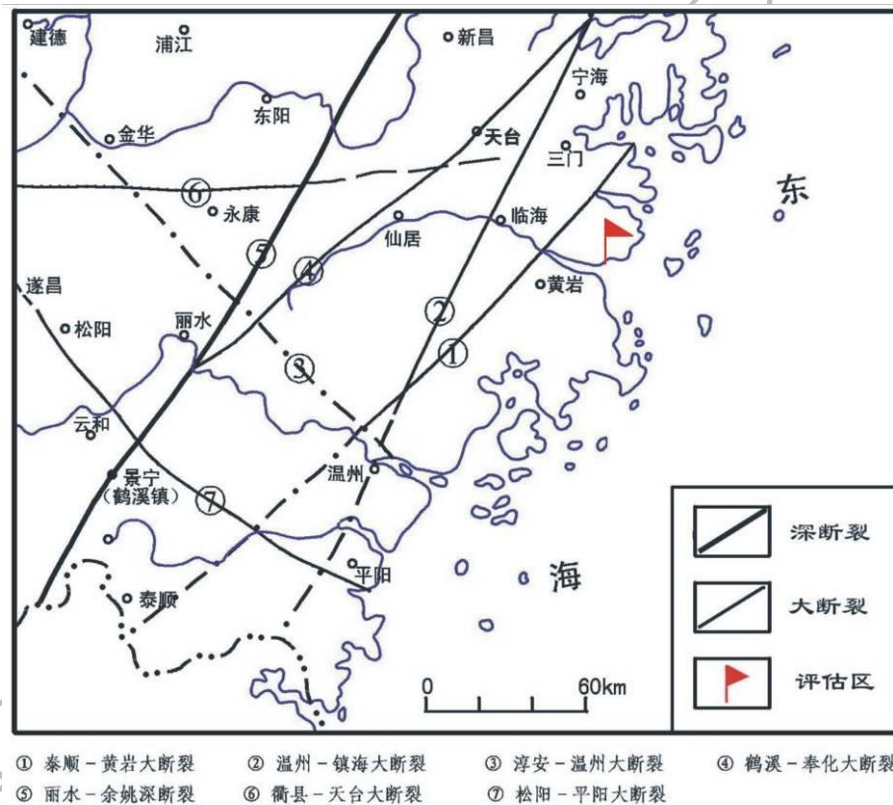 建德
浦江
新昌
宁海
东阳
金华
天台
三门
东
⑥
永康
仙居
临海
⑤
④
遂昌
黄岩
松阳
丽水
②
①
③
云和
温州
景宁
(鹤溪镇)
⑦
平阳
海
泰顺
0 60km
深断裂
大断裂
评估区
① 泰顺-黄岩大断裂 ② 温州-镇海大断裂 ③ 淳安-温州大断裂 ④ 鹤溪-奉化大断裂
⑤ 丽水-余姚深断裂 ⑥ 衢县-天台大断裂 ⑦ 松阳-平阳大断裂